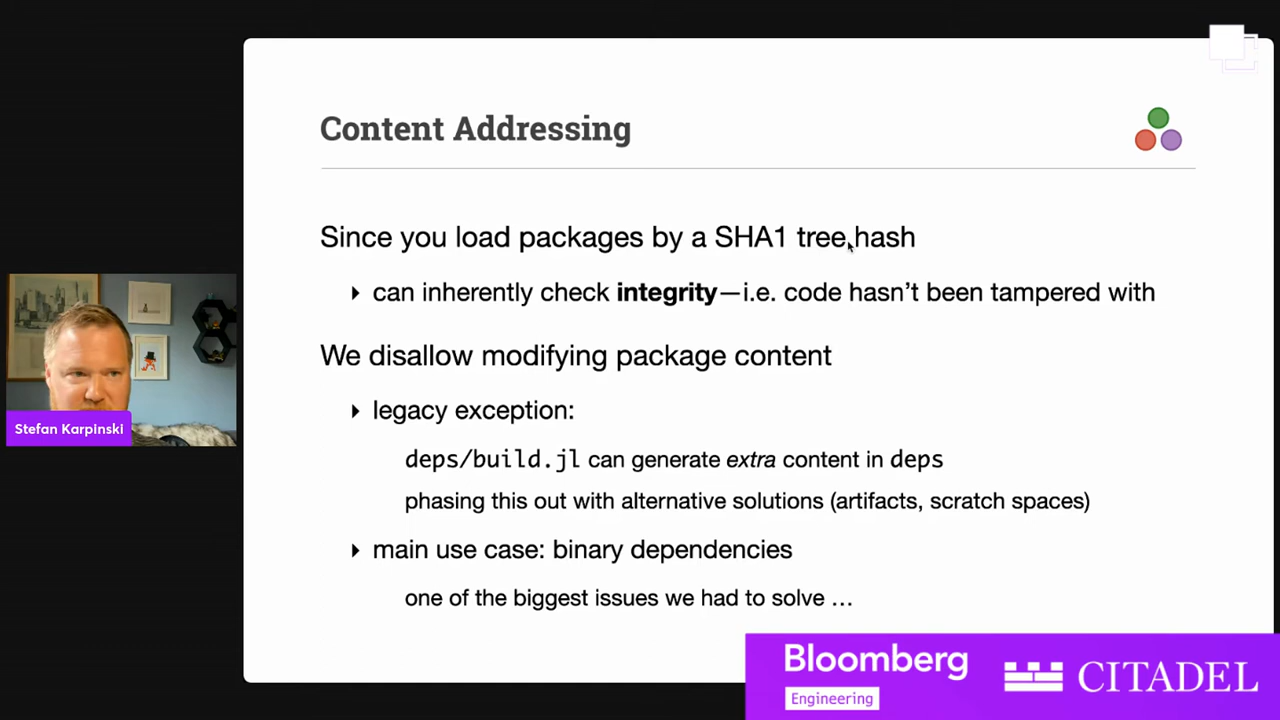 Content Addressing
Since you load packages by a SHA1 tree hash
‣ can inherently check integrity—i.e. code hasn’t been tampered with
We disallow modifying package content
‣ legacy exception:
deps/build.jl can generate extra content in deps
phasing this out with alternative solutions (artifacts, scratch spaces)
‣ main use case: binary dependencies
one of the biggest issues we had to solve …
Stefan Karpinski
Bloomberg
Engineering
CITADEL